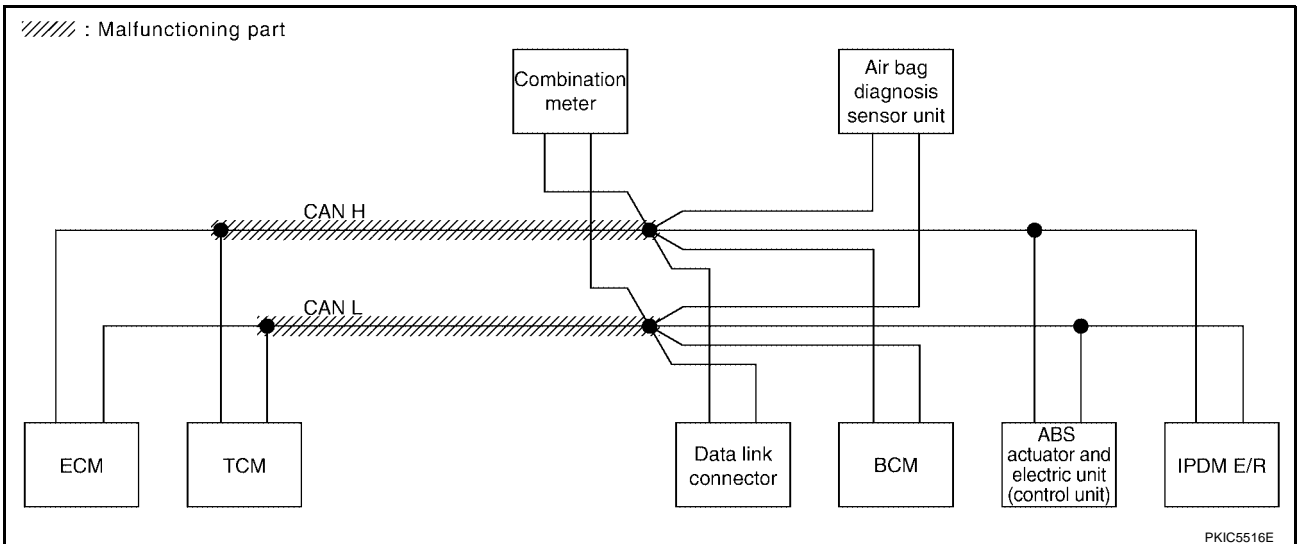 : Malfunctioning part
Combination
meter
Air bag
diagnosis
sensor unit
CAN H
CAN L
ECM
TCM
Data link
connector
BCM
ABS
actuator and
electric unit
(control unit)
IPDM E/R
PKIC5516E